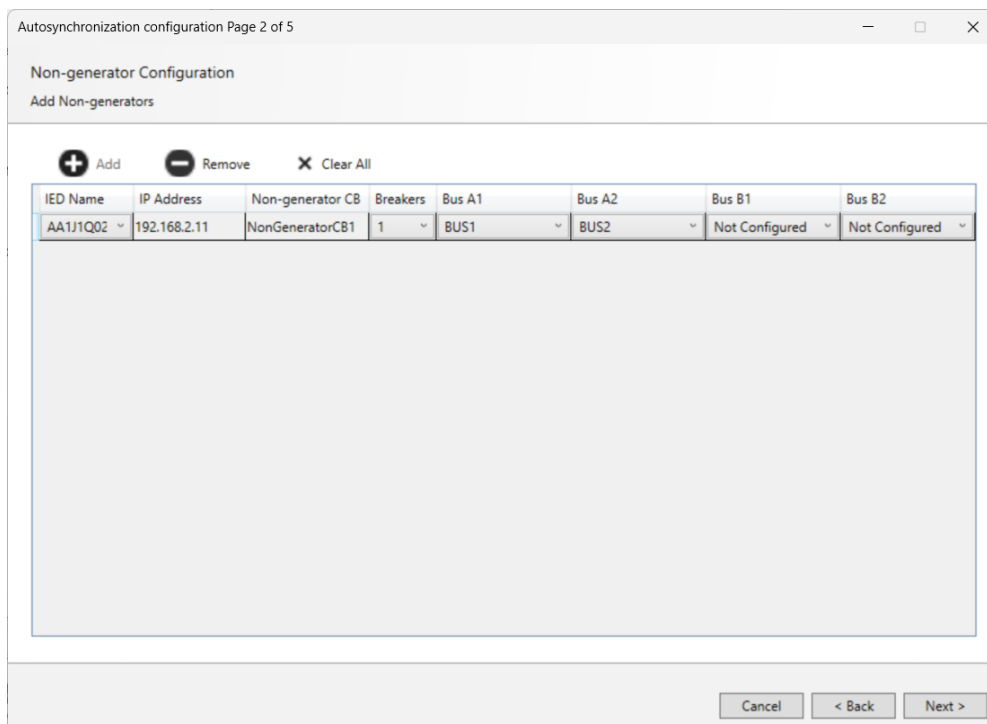 Autosynchronization configuration Page 2 of 5
Non-generator Configuration
Add Non-generators
Add Remove Clear All
IED Name IP Address Non-generator CB Breakers Bus A1 Bus A2 Bus B1 Bus B2
AA1J1Q02 192.168.2.11 NonGeneratorCB1 1 BUS1 BUS2 Not Configured Not Configured
Cancel < Back Next >